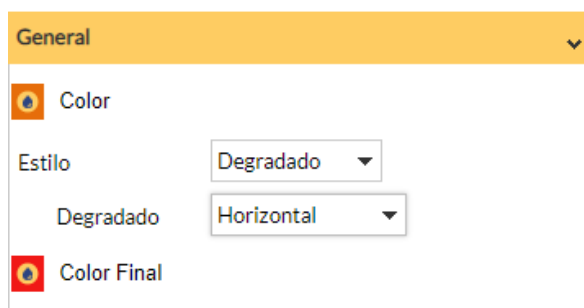 General
Color
Estilo Degradado
Degradado Horizontal
Color Final